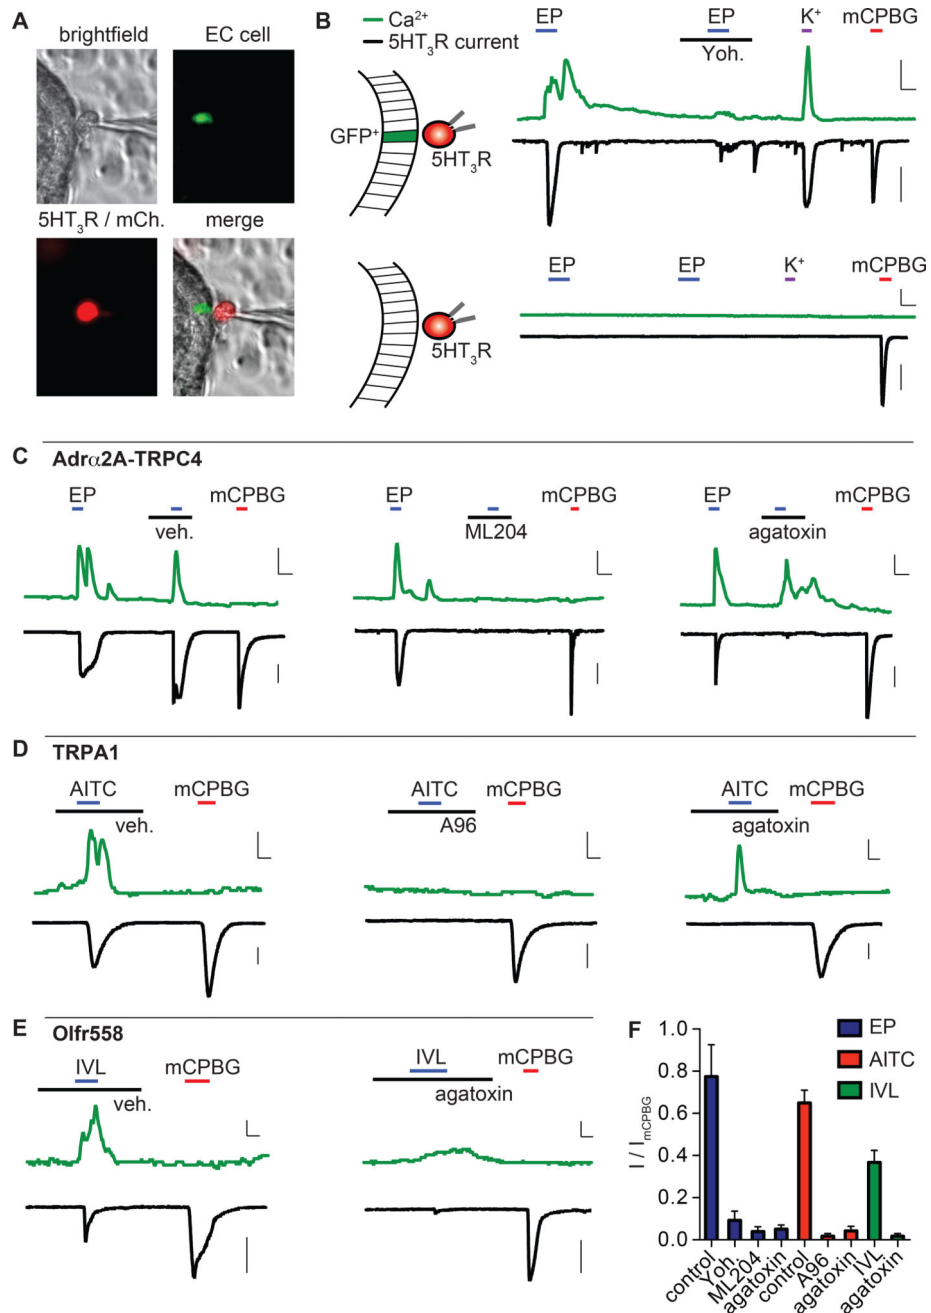 A
brightfield
EC cell
5HT₃R / mCh.
merge
B
Ca²⁺
5HT₃R current
EP
EP
Yoh.
K⁺
mCPBG
GFP⁺
5HT₃R
EP
EP
K⁺
mCPBG
5HT₃R
C
Adrα2A-TRPC4
EP
veh.
mCPBG
EP
ML204
mCPBG
EP
agatoxin
mCPBG
D
TRPA1
AITC
veh.
mCPBG
AITC
A96
mCPBG
AITC
agatoxin
mCPBG
E
Olfr558
IVL
veh.
mCPBG
IVL
agatoxin
mCPBG
F
I / I mCPBG
1.0
0.8
0.6
0.4
0.2
0.0
EP
AITC
IVL
control
Yoh.
ML204
agatoxin
control
A96
agatoxin
IVL
agatoxin